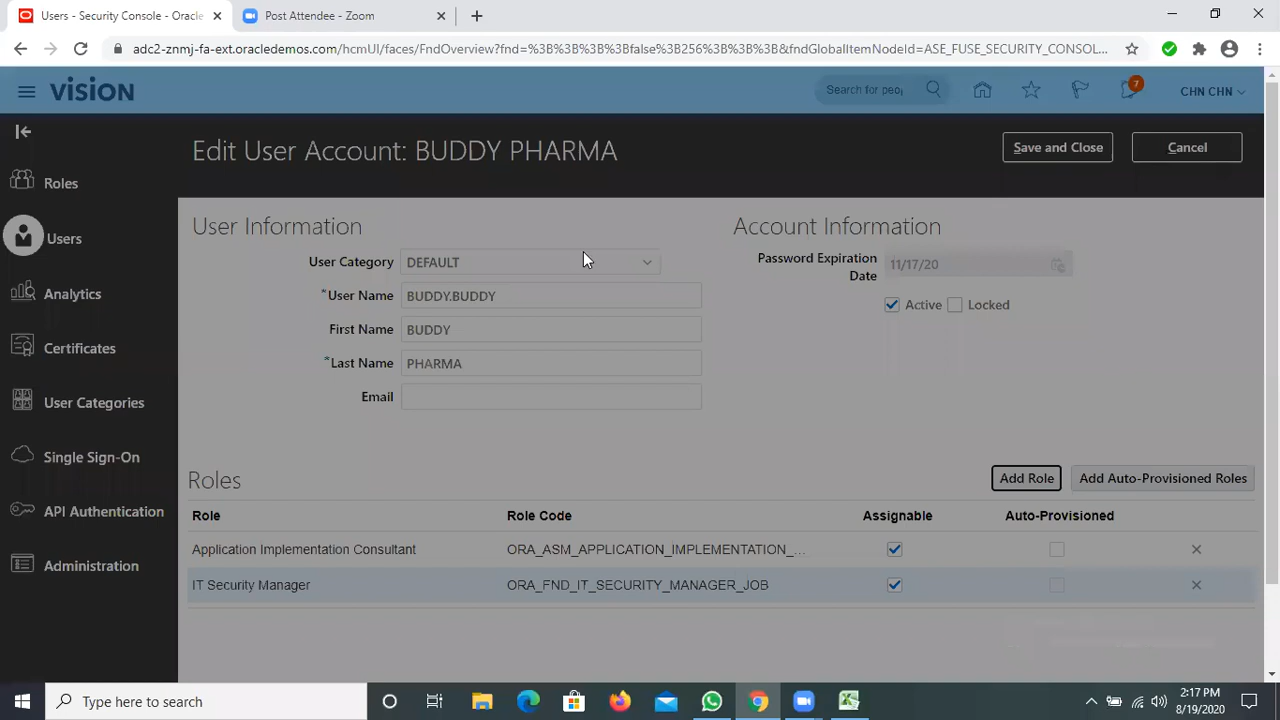 Users - Security Console - Oracle
Post Attendee - Zoom
adc2-znmj-fa-ext.oracledemos.com/hcmUI/faces/FndOverview?fnd=%3B%3B%3B%3Bfalse%3B256%3B%3B%3B&fndGlobalItemNodeId=ASE_FUSE_SECURITY_CONSOL...
VISION
Search for peop
7
CHN CHN
Edit User Account: BUDDY PHARMA
Save and Close
Cancel
Roles
Users
Analytics
Certificates
User Categories
Single Sign-On
API Authentication
Administration
User Information
User Category DEFAULT
*User Name BUDDY.BUDDY
First Name BUDDY
*Last Name PHARMA
Email
Account Information
Password Expiration
Date
11/17/20
Active
Locked
Roles
Add Role
Add Auto-Provisioned Roles
Role Role Code Assignable Auto-Provisioned
Application Implementation Consultant ORA_ASM_APPLICATION_IMPLEMENTATION_...
IT Security Manager ORA_FND_IT_SECURITY_MANAGER_JOB
Type here to search
2:17 PM
8/19/2020